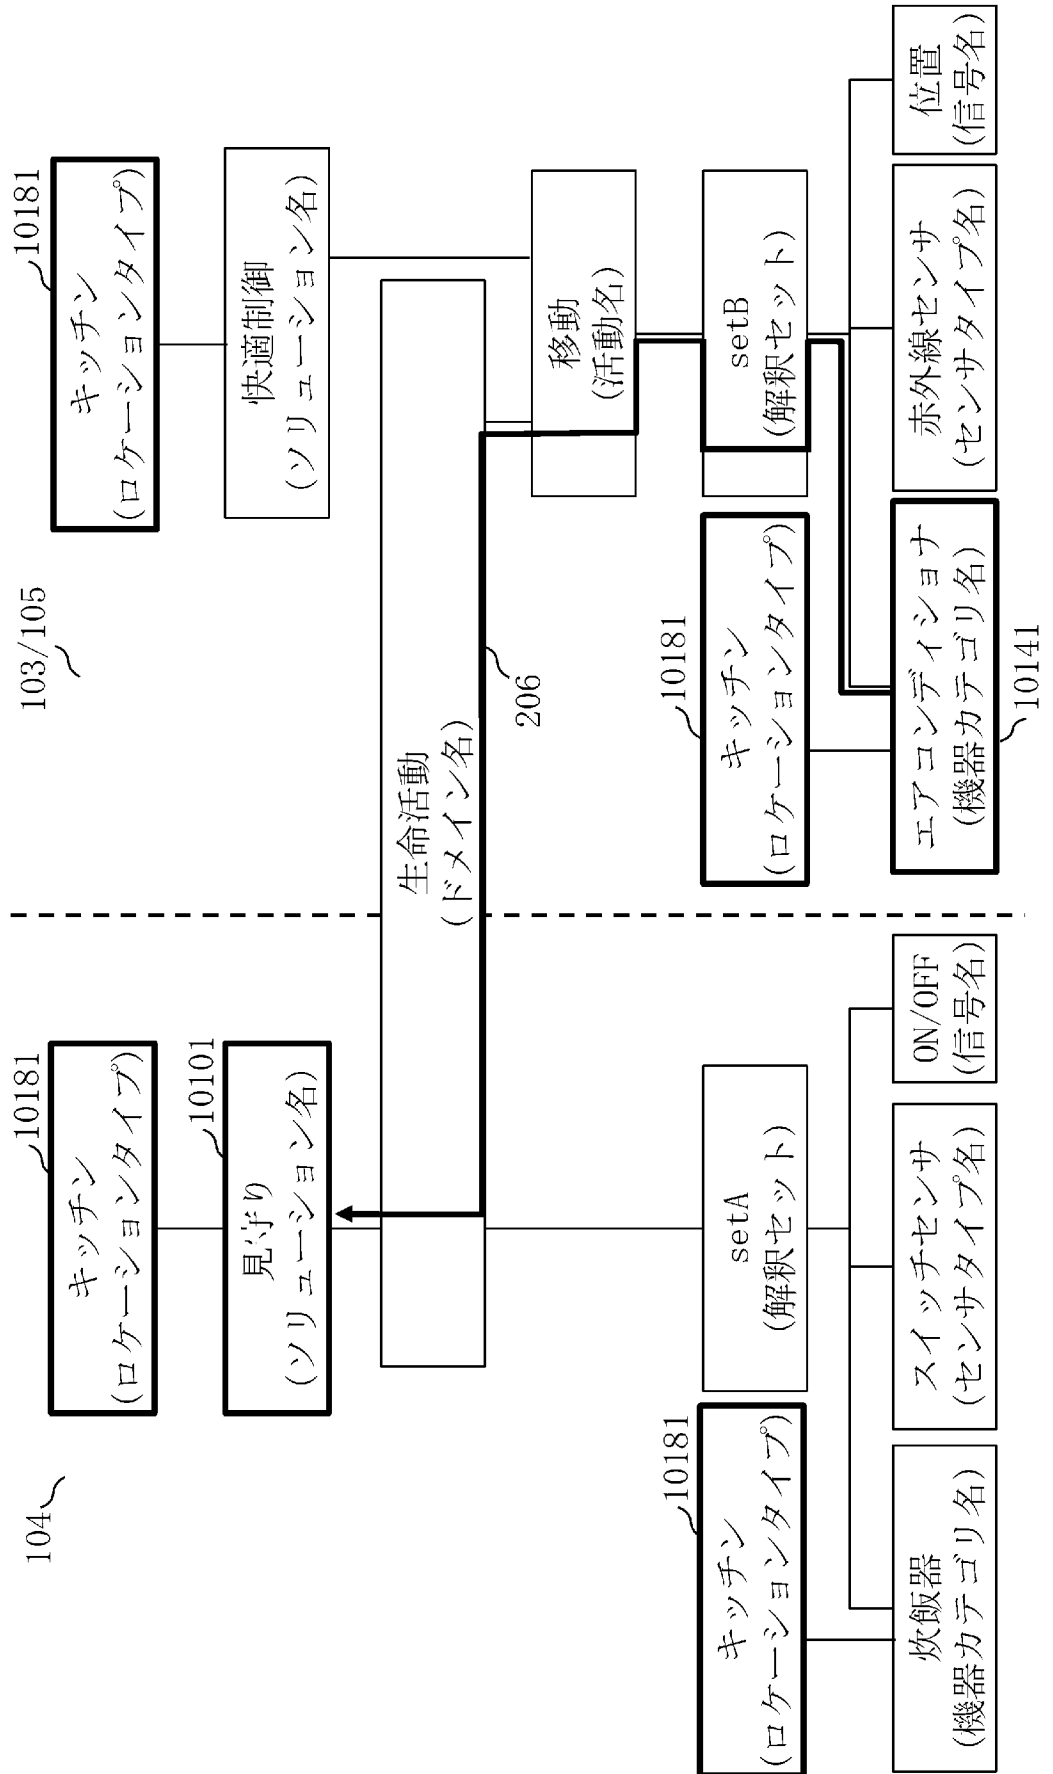 104
103/105
キッチン
(ロケーションタイプ)
10181
見守り
(ソリューション名)
10101
キッチン
(ロケーションタイプ)
10181
快適制御
(ソリューション名)
生命活動
(ドメイン名)
206
移動
(活動名)
キッチン
(ロケーションタイプ)
10181
setA
(解釈セット)
キッチン
(ロケーションタイプ)
10181
setB
(解釈セット)
炊飯器
(機器カテゴリ名)
スイッチセンサ
(センサタイプ名)
ON/OFF
(信号名)
エアコンディショナ
(機器カテゴリ名)
10141
赤外線センサ
(センサタイプ名)
位置
(信号名)